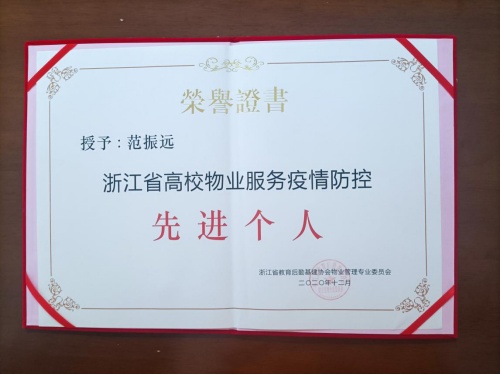 榮譽證書
授予：范振远
浙江省高校物业服务疫情防控
先进个人
浙江省教育后勤基建协会物业管理专业委员会
二〇二〇年十二月